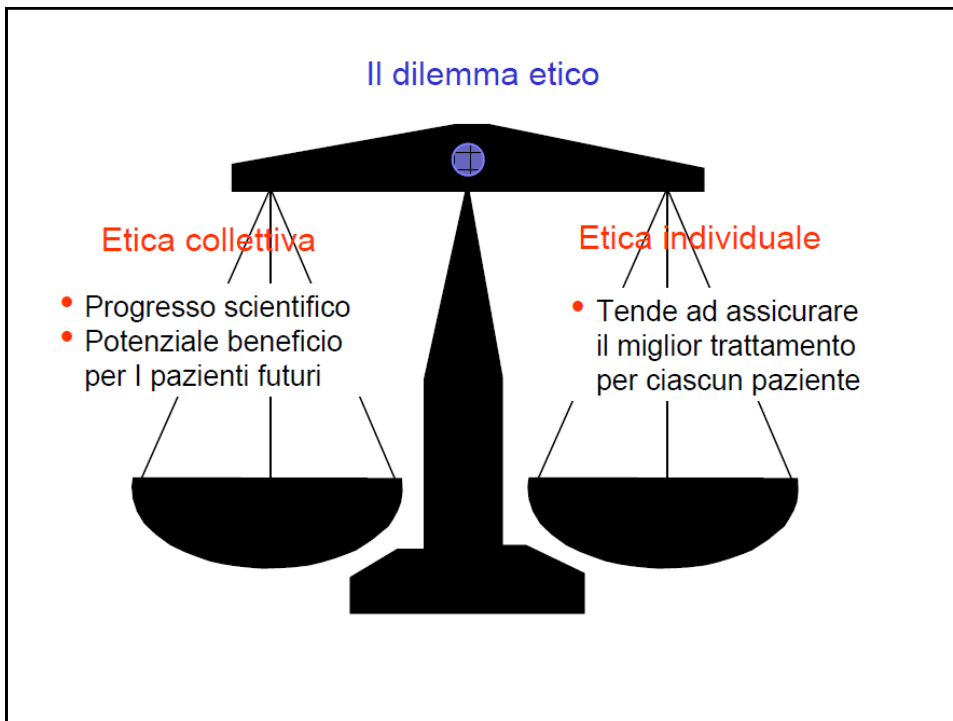 Il dilemma etico
Etica collettiva
• Progresso scientifico
• Potenziale beneficio
per I pazienti futuri
Etica individuale
• Tende ad assicurare
il miglior trattamento
per ciascun paziente